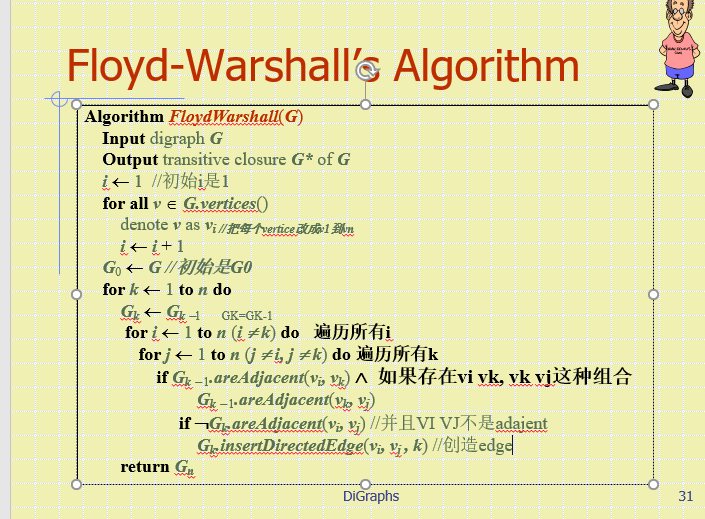 Floyd-Warshall's Algorithm
Algorithm FloydWarshall(G)
Input digraph G
Output transitive closure G* of G
i ← 1 //初始i是1
for all v ∈ G.vertices()
denote v as vi //把每个vertice改成v1到vn
i ← i + 1
G0 ← G //初始是G0
for k ← 1 to n do
Gk ← Gk −1 GK=GK-1
for i ← 1 to n (i ≠k) do 遍历所有i
for j ← 1 to n (j ≠i, j ≠k) do 遍历所有k
if Gk −1.areAdjacent(vi, vk) ∧ 如果存在vi vk, vk vj这种组合
Gk −1.areAdjacent(vk, vj)
if ¬Gk.areAdjacent(vi, vj) //并且VI VJ不是adajent
Gk.insertDirectedEdge(vi, vj , k) //创造edge
return Gn
DiGraphs
31